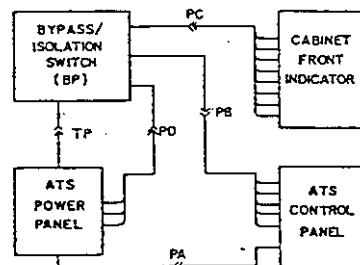 PC
BYPASS/
ISOLATION
SWITCH
(BP)
CABINET
FRONT
INDICATOR
PB
TP
PD
ATS
POWER
PANEL
ATS
CONTROL
PANEL
PA